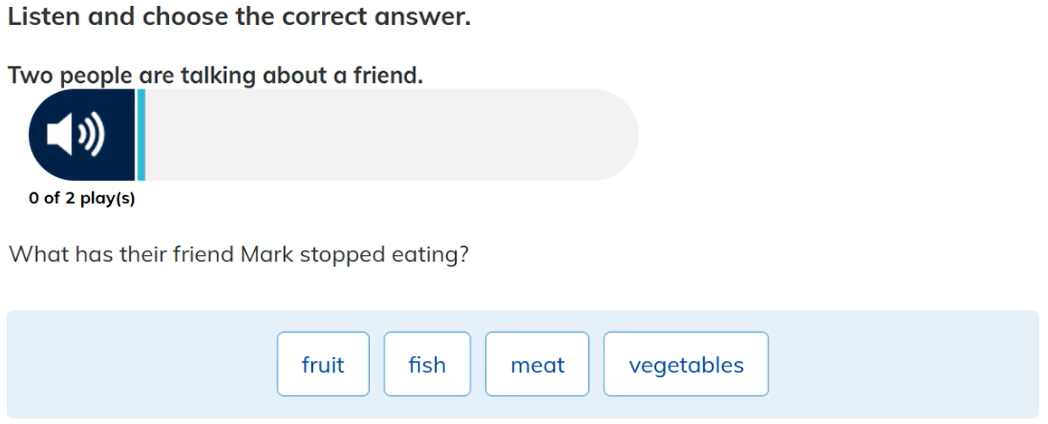 Listen and choose the correct answer.
Two people are talking about a friend.
0 of 2 play(s)
What has their friend Mark stopped eating?
fruit fish meat vegetables